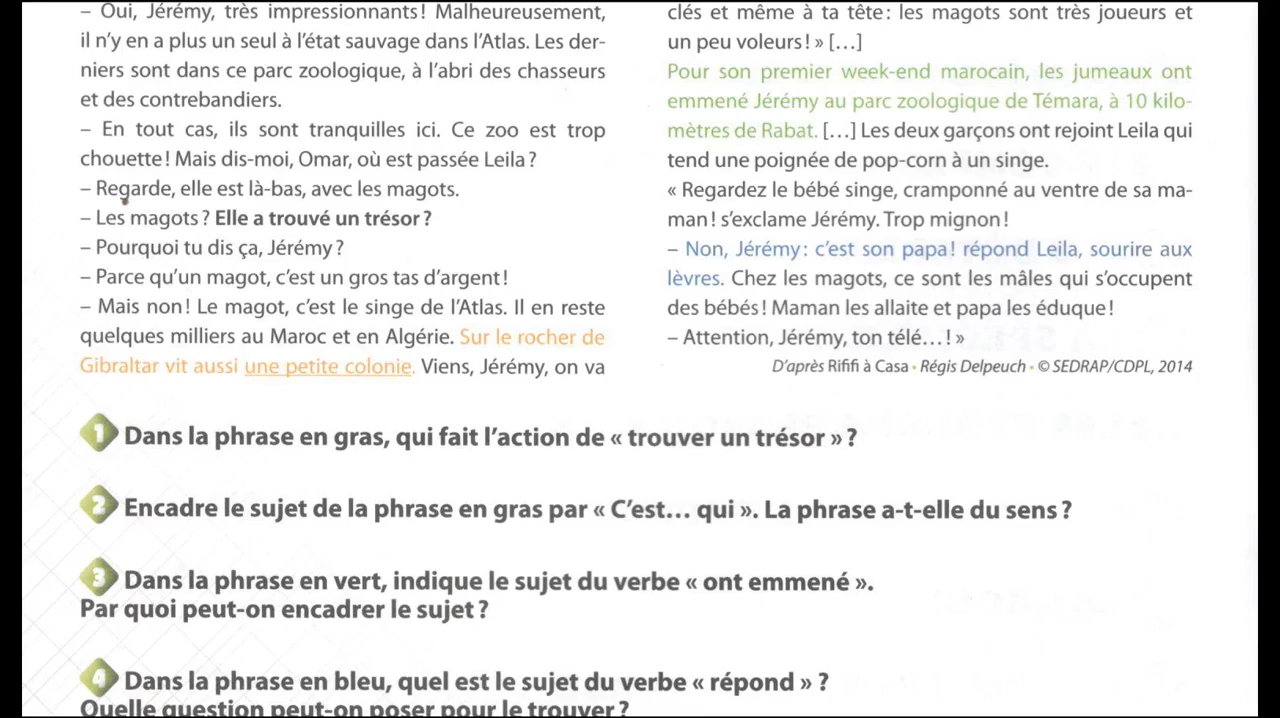 – Oui, Jérémy, très impressionnants ! Malheureusement,
il n’y en a plus un seul à l’état sauvage dans l’Atlas. Les der-
niers sont dans ce parc zoologique, à l’abri des chasseurs
et des contrebandiers.
– En tout cas, ils sont tranquilles ici. Ce zoo est trop
chouette ! Mais dis-moi, Omar, où est passée Leila ?
– Regarde, elle est là-bas, avec les magots.
– Les magots ? Elle a trouvé un trésor ?
– Pourquoi tu dis ça, Jérémy ?
– Parce qu’un magot, c’est un gros tas d’argent !
– Mais non ! Le magot, c’est le singe de l’Atlas. Il en reste
quelques milliers au Maroc et en Algérie. Sur le rocher de
Gibraltar vit aussi une petite colonie. Viens, Jérémy, on va
clés et même à ta tête : les magots sont très joueurs et
un peu voleurs ! » […]
Pour son premier week-end marocain, les jumeaux ont
emmené Jérémy au parc zoologique de Témara, à 10 kilo-
mètres de Rabat. […] Les deux garçons ont rejoint Leila qui
tend une poignée de pop-corn à un singe.
« Regardez le bébé singe, cramponné au ventre de sa ma-
man ! s’exclame Jérémy. Trop mignon !
– Non, Jérémy : c’est son papa ! répond Leila, sourire aux
lèvres. Chez les magots, ce sont les mâles qui s’occupent
des bébés ! Maman les allaite et papa les éduque !
– Attention, Jérémy, ton télé… ! »
D’après Rififi à Casa • Régis Delpeuch • © SEDRAP/CDPL, 2014
1 Dans la phrase en gras, qui fait l’action de « trouver un trésor » ?
2 Encadre le sujet de la phrase en gras par « C’est… qui ». La phrase a-t-elle du sens ?
3 Dans la phrase en vert, indique le sujet du verbe « ont emmené ».
Par quoi peut-on encadrer le sujet ?
4 Dans la phrase en bleu, quel est le sujet du verbe « répond » ?
Quelle question peut-on poser pour le trouver ?